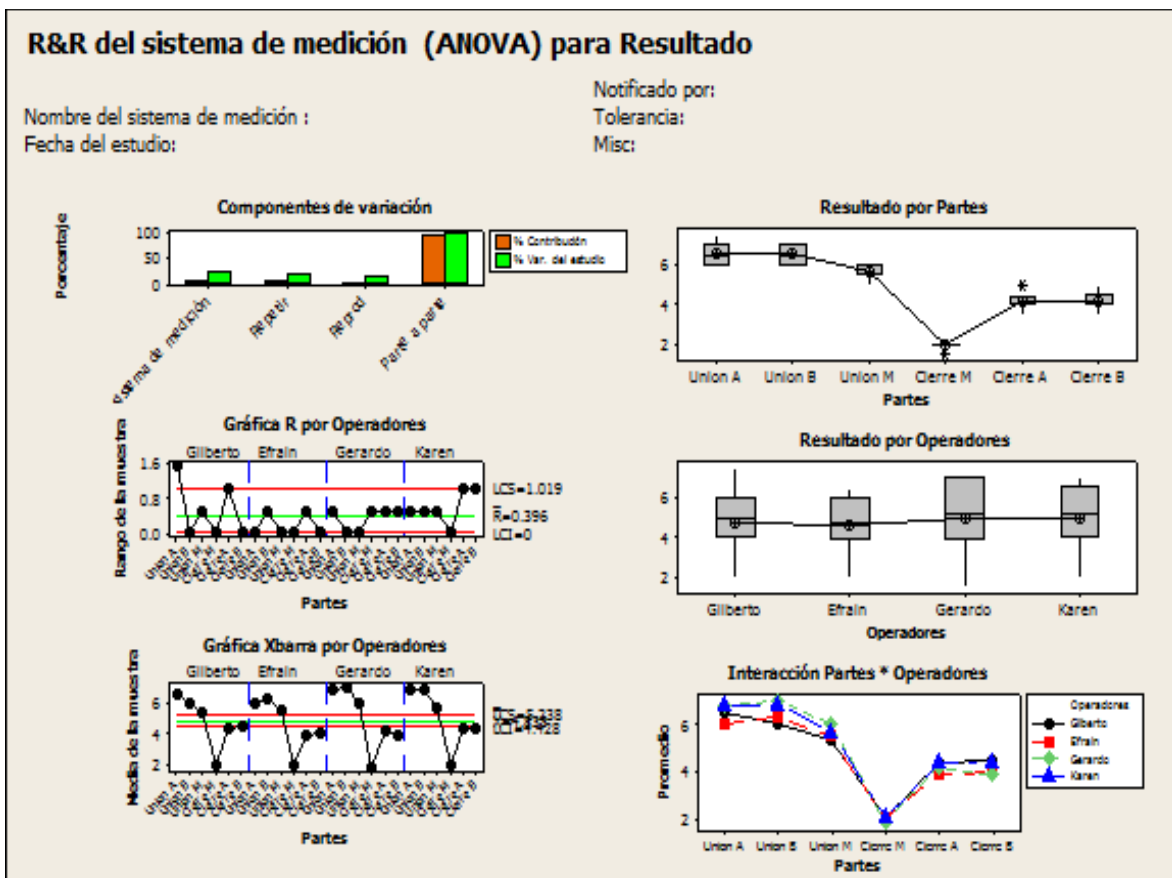 R&R del sistema de medición (ANOVA) para Resultado
Notificado por:
Nombre del sistema de medición :
Tolerancia:
Fecha del estudio:
Misc:
Componentes de variación
Porcentaje
100
50
0
% Contribución
% Var. del estudio
de medición
Repetir
Reprod
Parte a parte
Resultado por Partes
6
4
2
Union A
Union B
Union M
Cierre M
Cierre A
Cierre B
Partes
Gráfica R por Operadores
Gilberto
Efrain
Gerardo
Karen
Rango de la muestra
1.6
0.8
0.0
LCS=1.019
R=0.396
LCI=0
Partes
Resultado por Operadores
6
4
2
Gilberto
Efrain
Gerardo
Karen
Operadores
Gráfica Xbarra por Operadores
Gilberto
Efrain
Gerardo
Karen
Media de la muestra
6
4
2
Partes
Interacción Partes * Operadores
Promedio
6
4
2
Operadores
Gilberto
Efrain
Gerardo
Karen
Union A
Union B
Union M
Cierre M
Cierre A
Cierre B
Partes